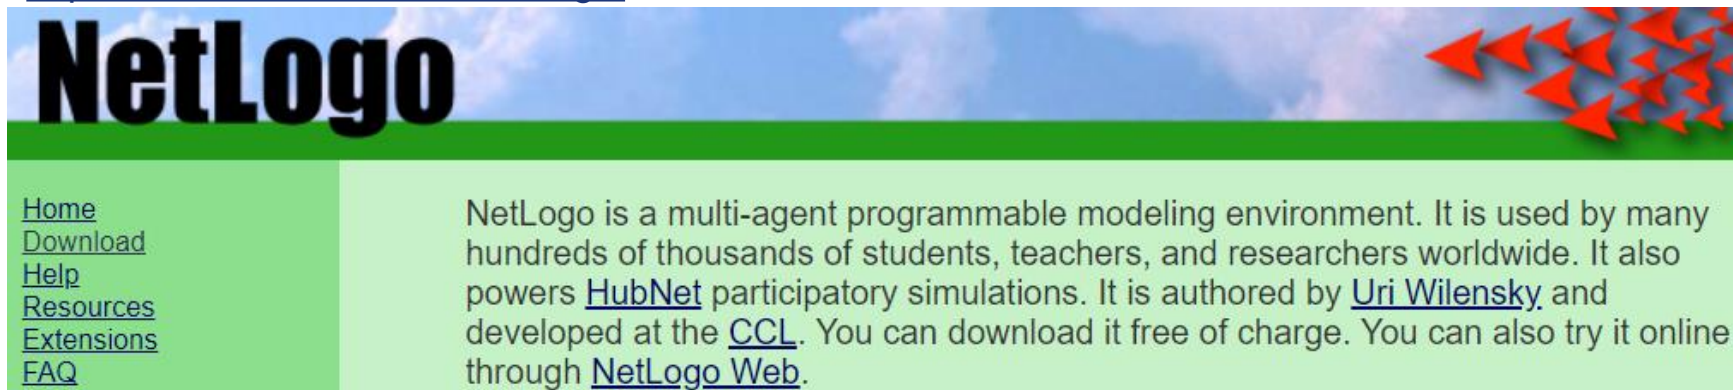 NetLogo
Home
Download
Help
Resources
Extensions
FAQ
NetLogo is a multi-agent programmable modeling environment. It is used by many
hundreds of thousands of students, teachers, and researchers worldwide. It also
powers HubNet participatory simulations. It is authored by Uri Wilensky and
developed at the CCL. You can download it free of charge. You can also try it online
through NetLogo Web.